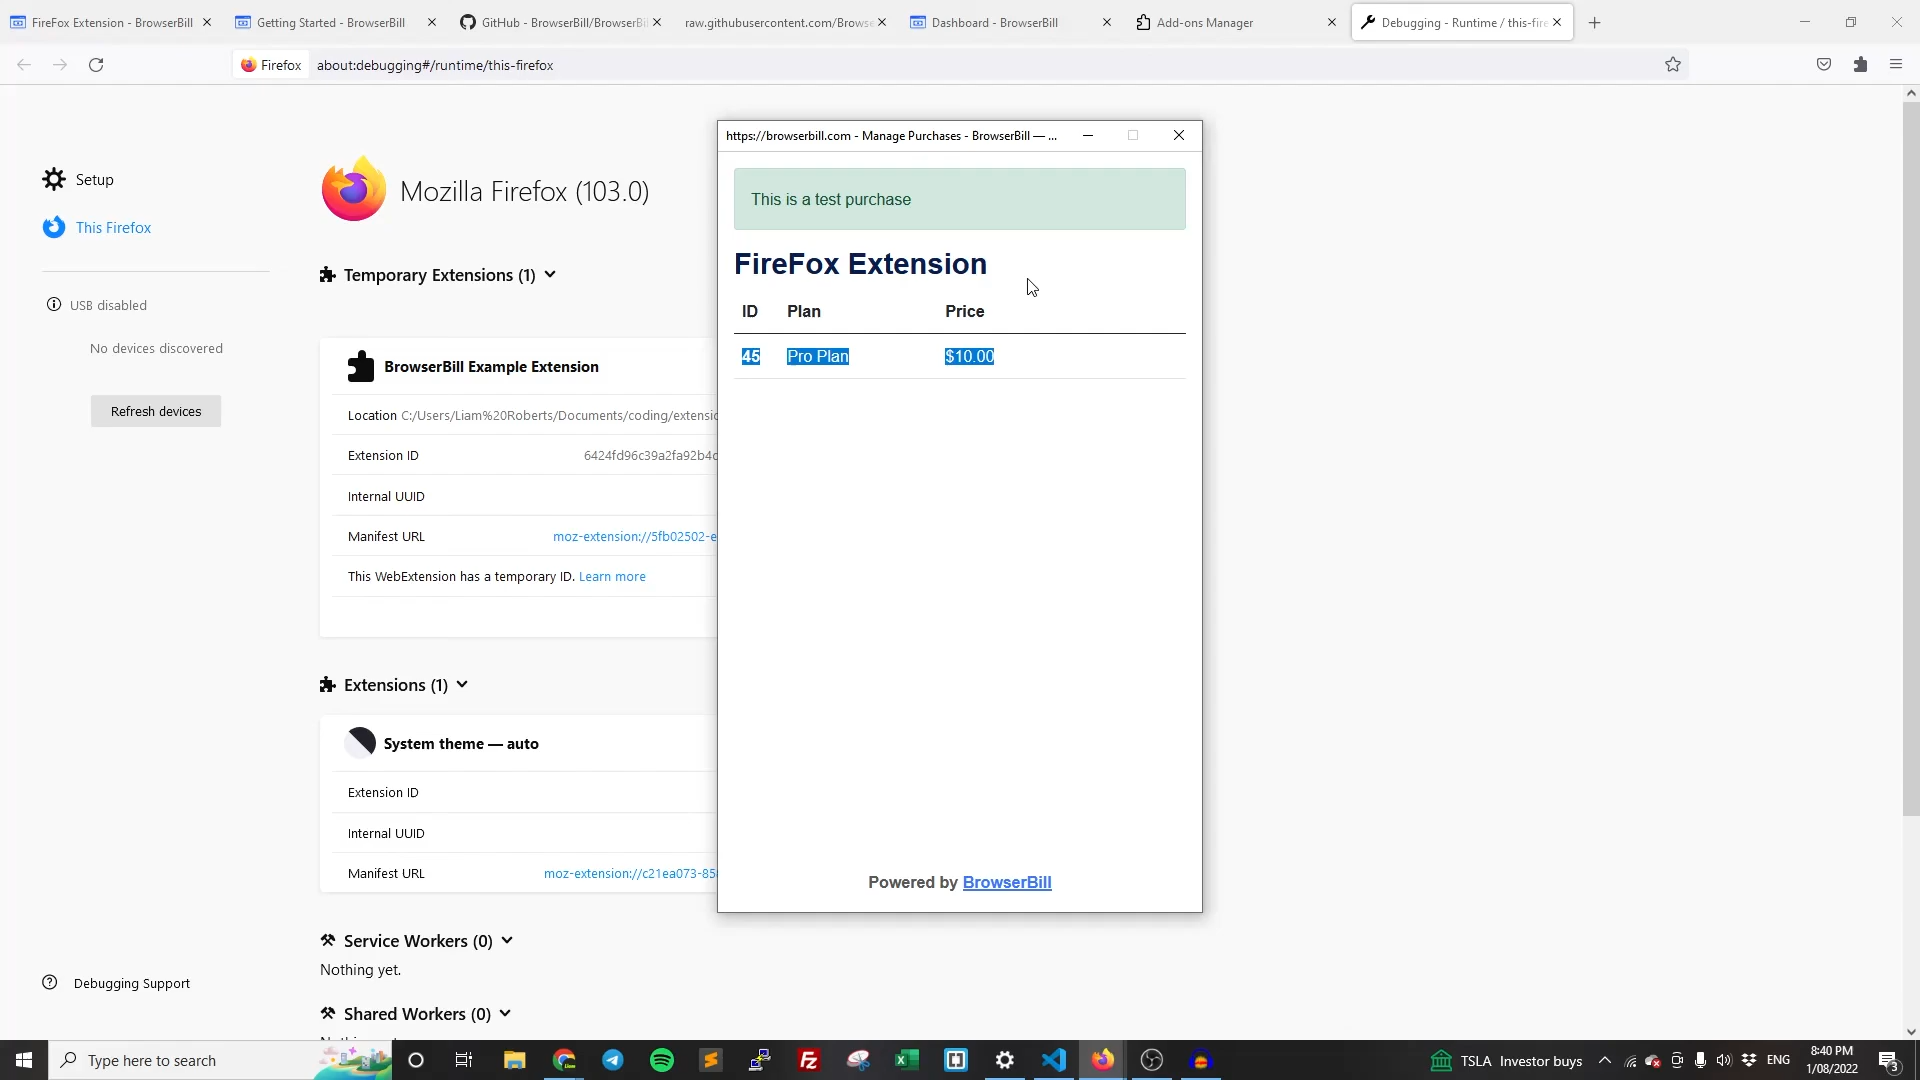 FireFox Extension - BrowserBill
Getting Started - BrowserBill
GitHub - BrowserBill/BrowserBil
raw.githubusercontent.com/Browse
Dashboard - BrowserBill
Add-ons Manager
Debugging - Runtime / this-fire
Firefox
about:debugging#/runtime/this-firefox
Setup
This Firefox
USB disabled
No devices discovered
Refresh devices
Debugging Support
Mozilla Firefox (103.0)
Temporary Extensions (1)
BrowserBill Example Extension
Location C:/Users/Liam%20Roberts/Documents/coding/extensio
Extension ID 6424fd96c39a2fa92b4c
Internal UUID
Manifest URL moz-extension://5fb02502-e
This WebExtension has a temporary ID. Learn more
Extensions (1)
System theme — auto
Extension ID
Internal UUID
Manifest URL moz-extension://c21ea073-85
Service Workers (0)
Nothing yet.
Shared Workers (0)
https://browserbill.com - Manage Purchases - BrowserBill — ...
This is a test purchase
FireFox Extension
ID Plan Price
45 Pro Plan $10.00
Powered by BrowserBill
Type here to search
TSLA Investor buys
ENG
8:40 PM
1/08/2022
3